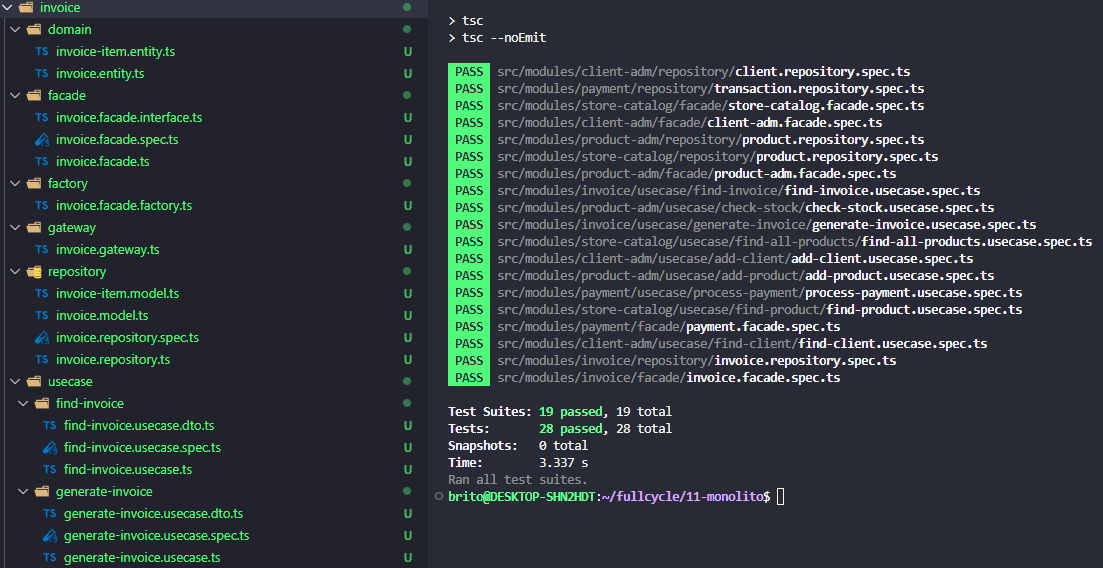 invoice
domain
TS invoice-item.entity.ts U
TS invoice.entity.ts U
facade
TS invoice.facade.interface.ts U
invoice.facade.spec.ts U
TS invoice.facade.ts U
factory
TS invoice.facade.factory.ts U
gateway
TS invoice.gateway.ts U
repository
TS invoice-item.model.ts U
TS invoice.model.ts U
invoice.repository.spec.ts U
TS invoice.repository.ts U
usecase
find-invoice
TS find-invoice.usecase.dto.ts U
find-invoice.usecase.spec.ts U
TS find-invoice.usecase.ts U
generate-invoice
TS generate-invoice.usecase.dto.ts U
generate-invoice.usecase.spec.ts U
TS generate-invoice.usecase.ts U
> tsc
> tsc --noEmit
PASS src/modules/client-adm/repository/client.repository.spec.ts
PASS src/modules/payment/repository/transaction.repository.spec.ts
PASS src/modules/store-catalog/facade/store-catalog.facade.spec.ts
PASS src/modules/client-adm/facade/client-adm.facade.spec.ts
PASS src/modules/product-adm/repository/product.repository.spec.ts
PASS src/modules/store-catalog/repository/product.repository.spec.ts
PASS src/modules/product-adm/facade/product-adm.facade.spec.ts
PASS src/modules/invoice/usecase/find-invoice/find-invoice.usecase.spec.ts
PASS src/modules/product-adm/usecase/check-stock/check-stock.usecase.spec.ts
PASS src/modules/invoice/usecase/generate-invoice/generate-invoice.usecase.spec.ts
PASS src/modules/store-catalog/usecase/find-all-products/find-all-products.usecase.spec.ts
PASS src/modules/client-adm/usecase/add-client/add-client.usecase.spec.ts
PASS src/modules/product-adm/usecase/add-product/add-product.usecase.spec.ts
PASS src/modules/payment/usecase/process-payment/process-payment.usecase.spec.ts
PASS src/modules/store-catalog/usecase/find-product/find-product.usecase.spec.ts
PASS src/modules/payment/facade/payment.facade.spec.ts
PASS src/modules/client-adm/usecase/find-client/find-client.usecase.spec.ts
PASS src/modules/invoice/repository/invoice.repository.spec.ts
PASS src/modules/invoice/facade/invoice.facade.spec.ts
Test Suites: 19 passed, 19 total
Tests: 28 passed, 28 total
Snapshots: 0 total
Time: 3.337 s
Ran all test suites.
brito@DESKTOP-SHN2HDT:~/fullcycle/11-monolito$